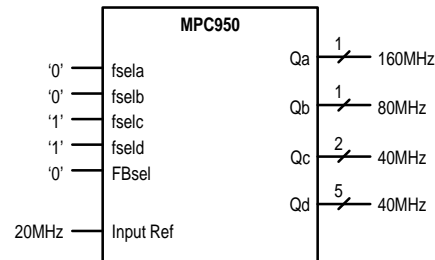 MPC950
'0' fsela
'0' fselb
'1' fselc
'1' fseld
'0' FBsel
20MHz Input Ref
Qa 1 160MHz
Qb 1 80MHz
Qc 2 40MHz
Qd 5 40MHz